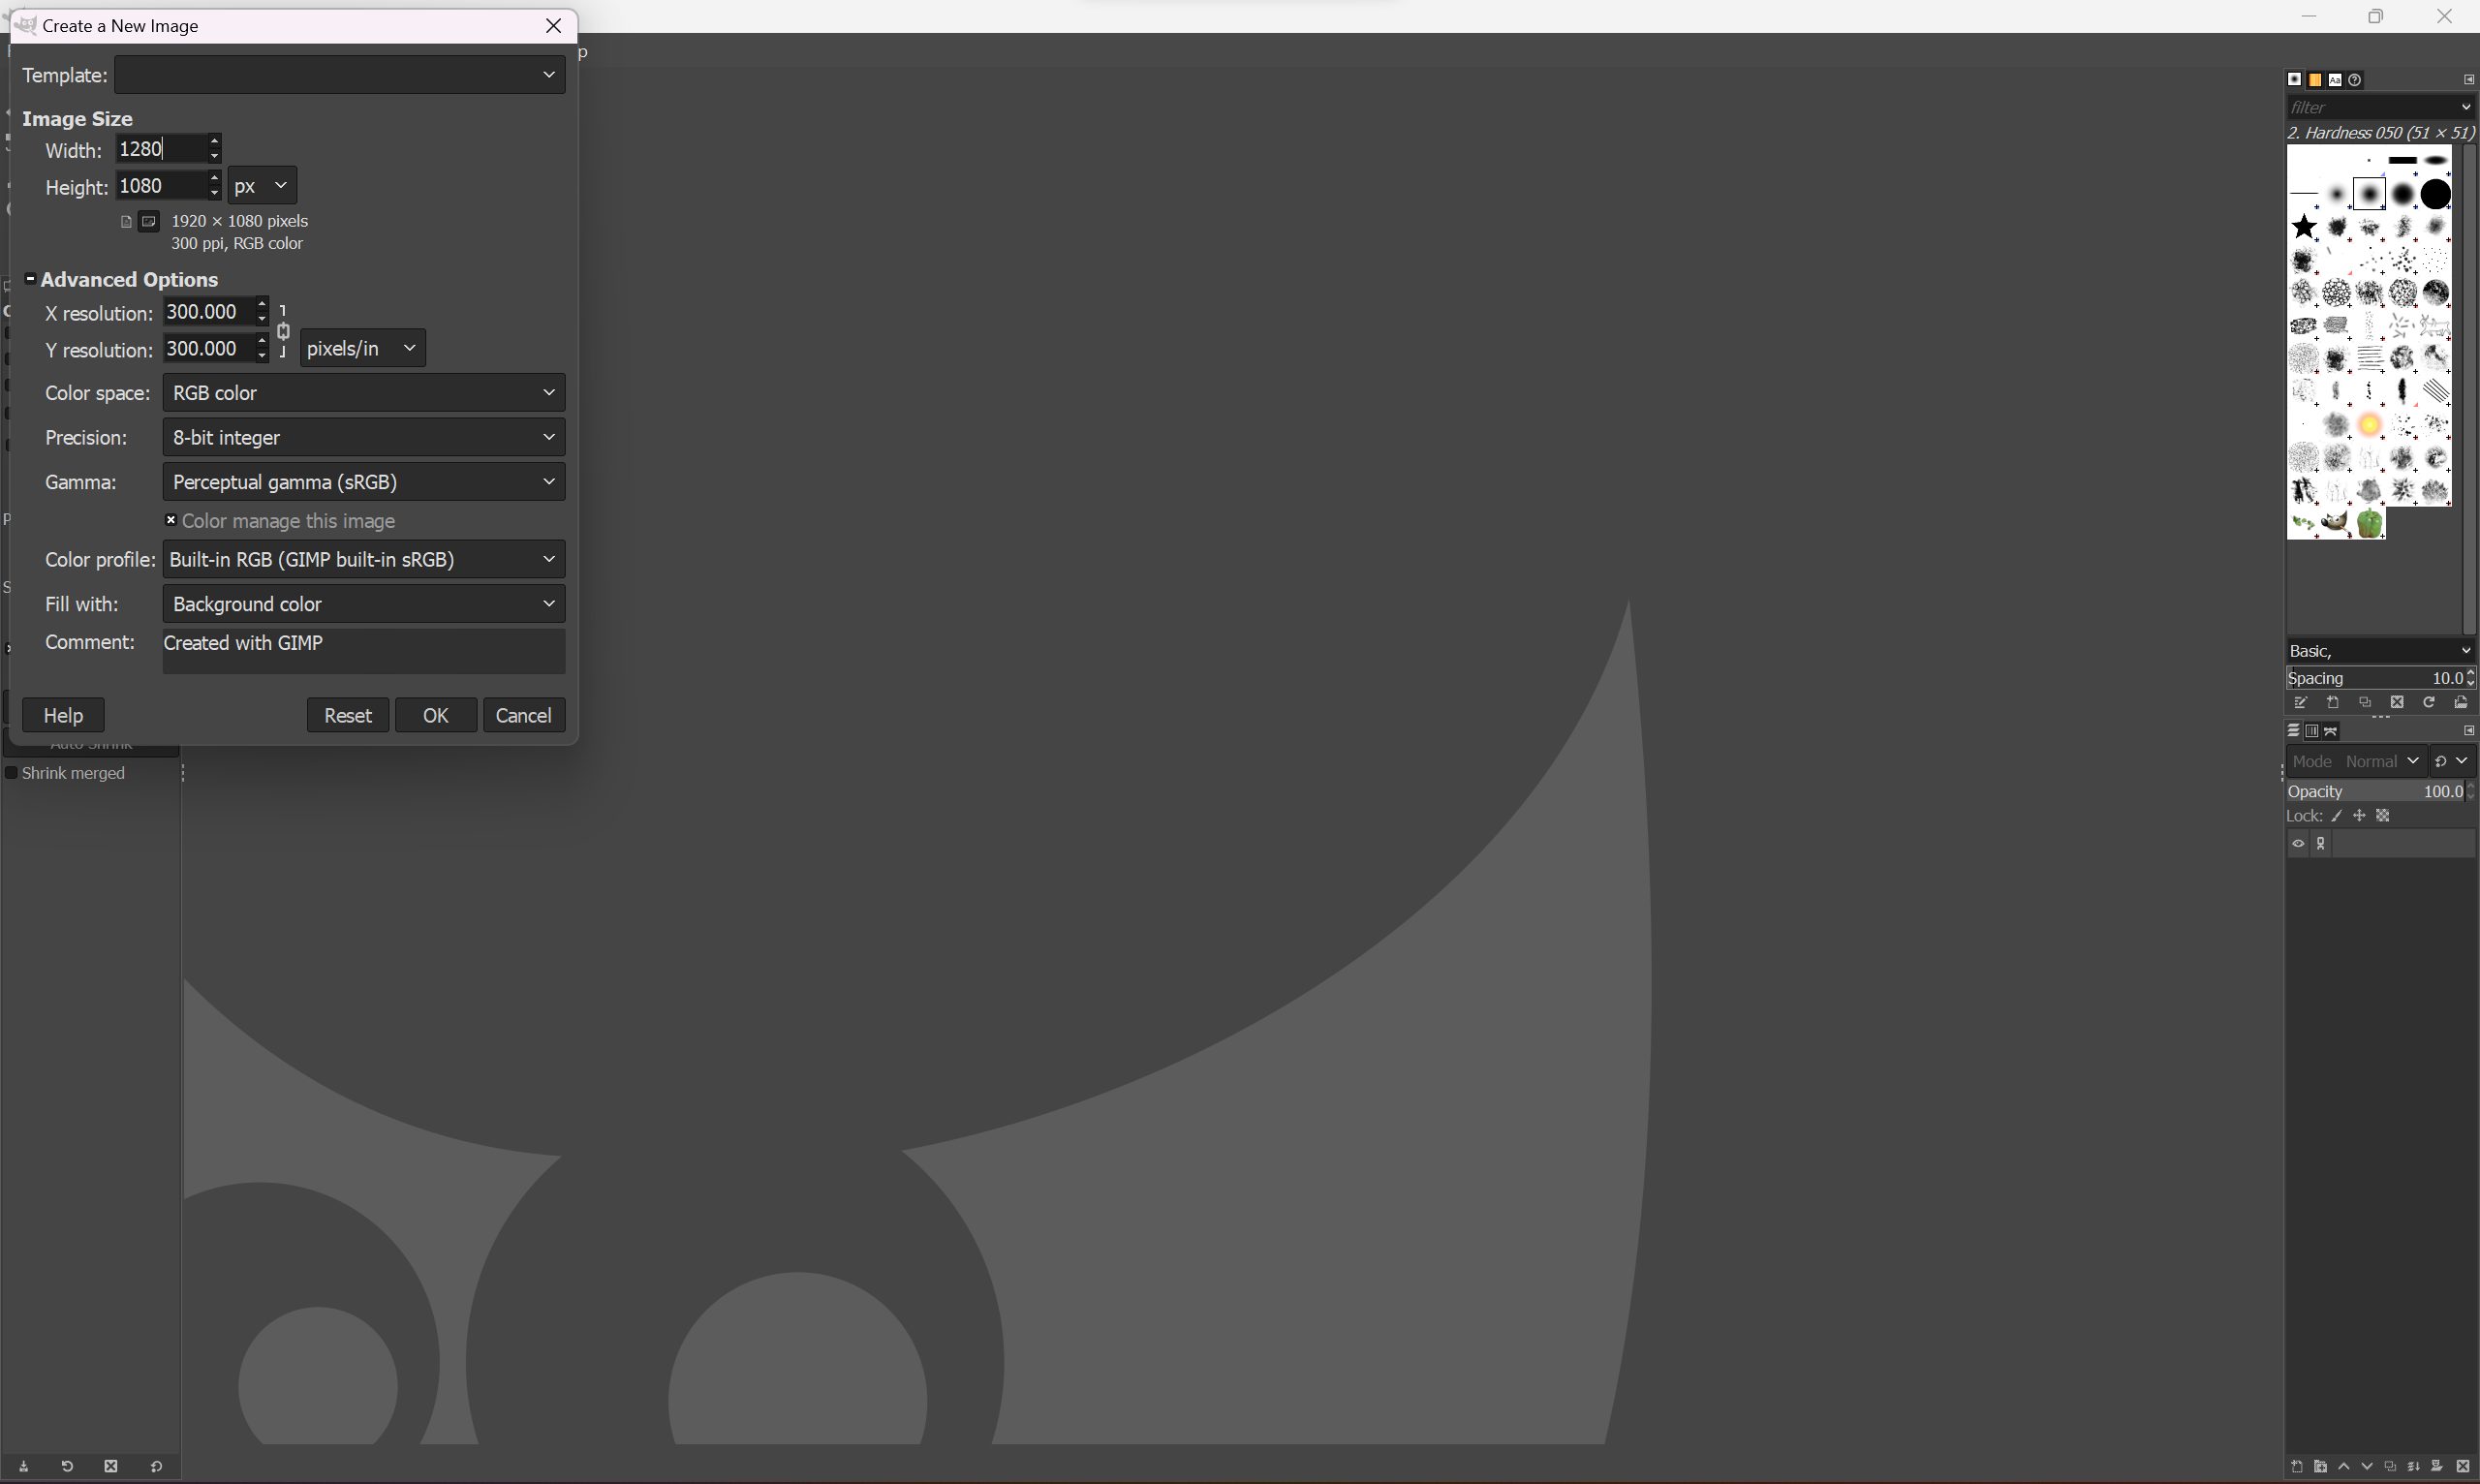 Create a New Image
p
Template:
Image Size
Width: 1280
Height: 1080 px
1920 × 1080 pixels
300 ppi, RGB color
Advanced Options
X resolution: 300.000
Y resolution: 300.000 pixels/in
Color space: RGB color
Precision: 8-bit integer
Gamma: Perceptual gamma (sRGB)
Color manage this image
Color profile: Built-in RGB (GIMP built-in sRGB)
Fill with: Background color
Comment: Created with GIMP
Help Reset OK Cancel
Auto Shrink
Shrink merged
Aa
filter
2. Hardness 050 (51 × 51)
Basic,
Spacing 10.0
Mode Normal
Opacity 100.0
Lock: